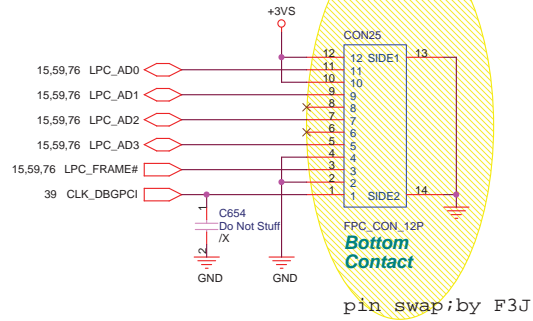 +3VS
CON25
12 12 SIDE1 13
15,59,76 LPC_AD0 11 11
10 10
15,59,76 LPC_AD1 9 9
8 8
15,59,76 LPC_AD2 7 7
6 6
15,59,76 LPC_AD3 5 5
4 4
15,59,76 LPC_FRAME# 3 3
2 2
39 CLK_DBGPCI 1 1 SIDE2 14
1
C654
Do Not Stuff
/X
2
GND
GND
FPC_CON_12P
Bottom
Contact
pin swap;by F3J